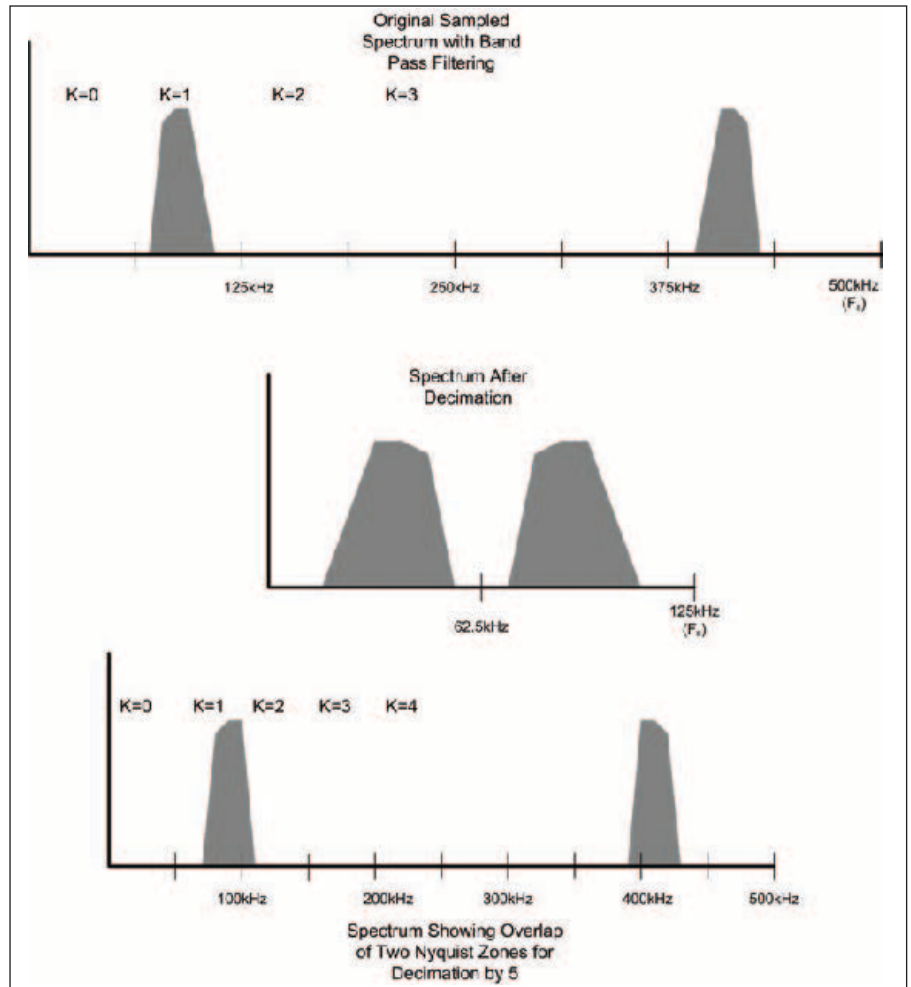 Original Sampled
Spectrum with Band
Pass Filtering
K=0 K=1 K=2 K=3
125kHz 250kHz 375kHz 500kHz
(Fs)
Spectrum After
Decimation
62.5kHz 125kHz
(Fs)
K=0 K=1 K=2 K=3 K=4
100kHz 200kHz 300kHz 400kHz 500kHz
Spectrum Showing Overlap
of Two Nyquist Zones for
Decimation by 5